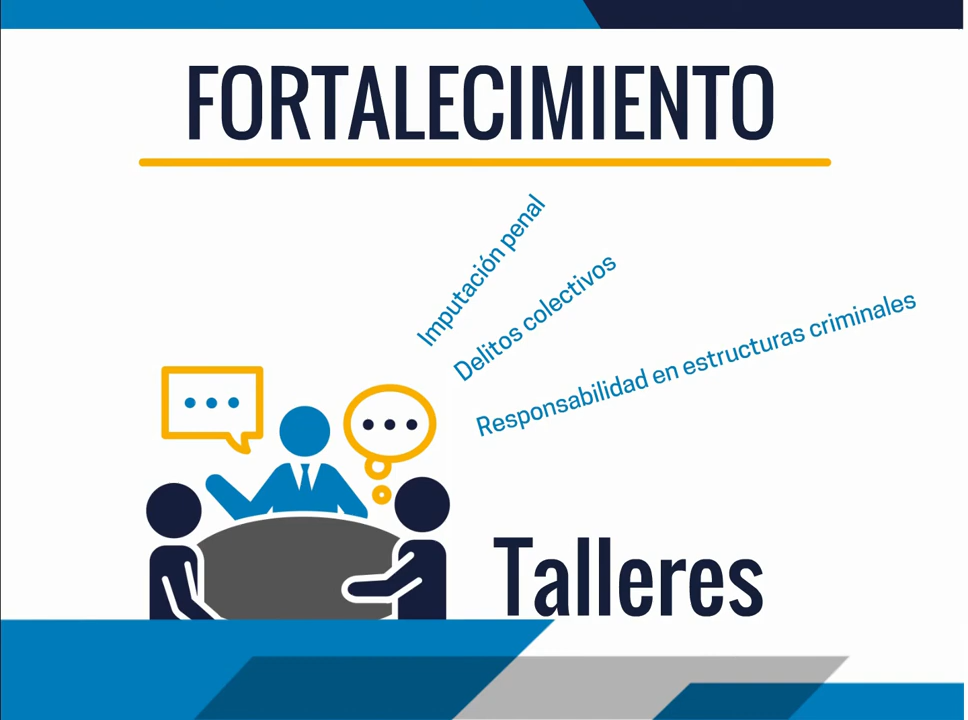 FORTALECIMIENTO
Imputación penal
Delitos colectivos
Responsabilidad en estructuras criminales
Talleres